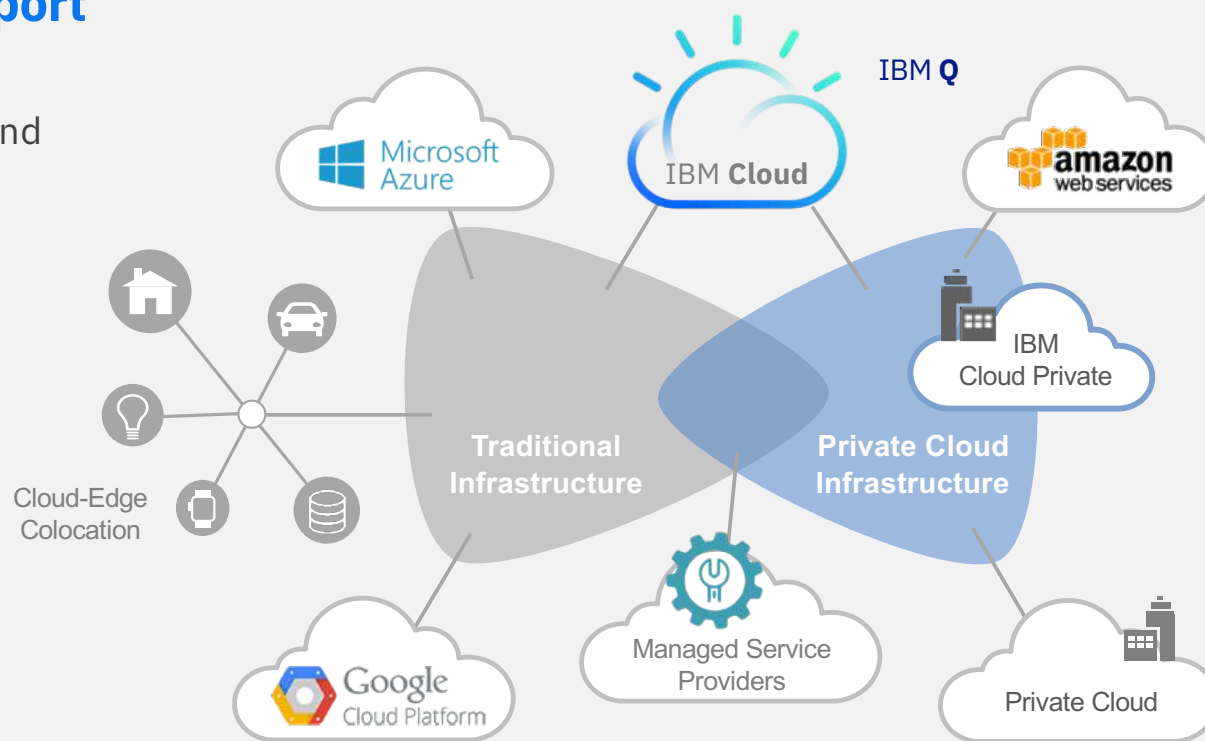 port
nd
IBM Q
Microsoft
Azure
IBM Cloud
amazon
web services
IBM
Cloud Private
Traditional
Infrastructure
Private Cloud
Infrastructure
Cloud-Edge
Colocation
Managed Service
Providers
Google
Cloud Platform
Private Cloud